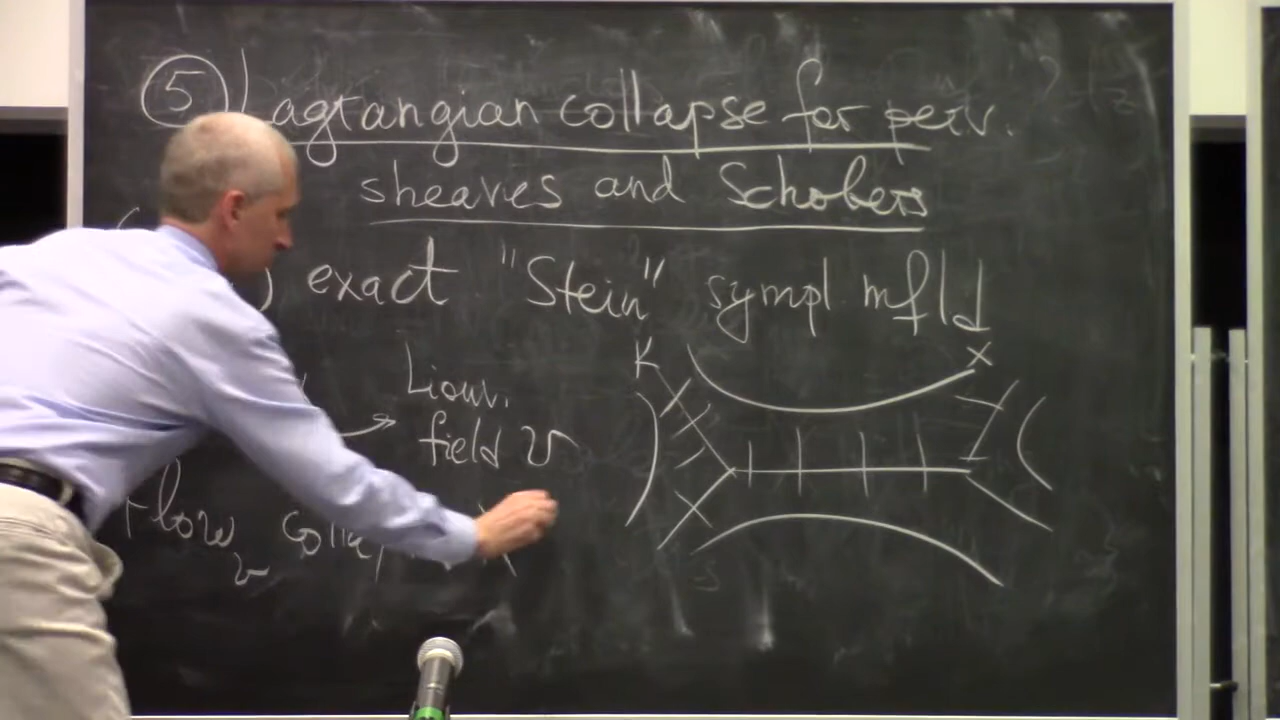 ⑤ Lagrangian collapse for perv.
sheaves and Schobers
) exact "Stein" sympl. mfld
Liouv.
field v
Flow
v
K
X